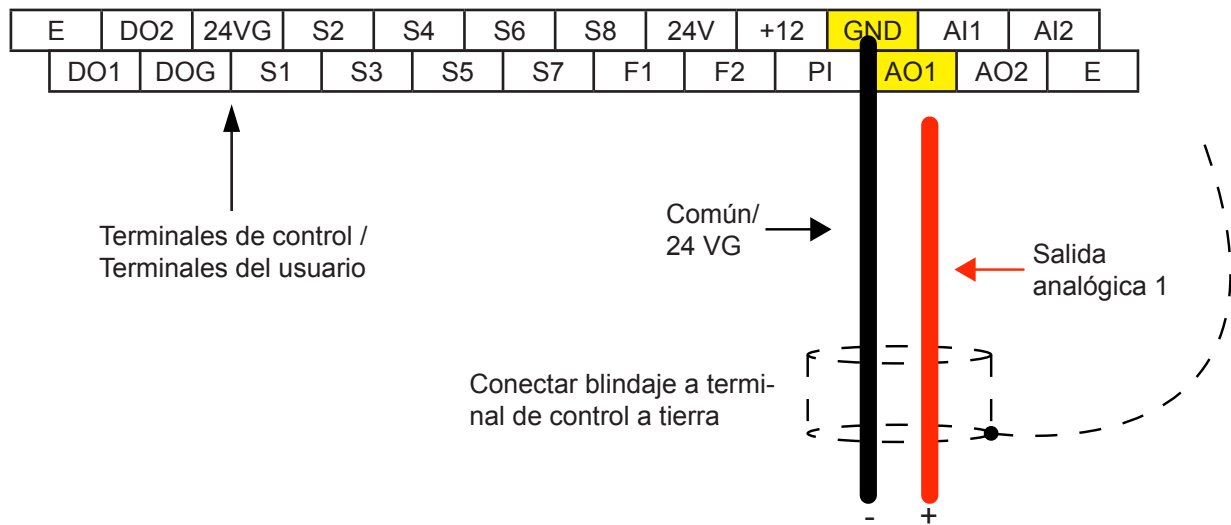 E DO2 24VG S2 S4 S6 S8 24V +12 GND AI1 AI2
DO1 DOG S1 S3 S5 S7 F1 F2 PI AO1 AO2 E
Terminales de control /
Terminales del usuario
Común/
24 VG
Salida
analógica 1
Conectar blindaje a termi-
nal de control a tierra
- +